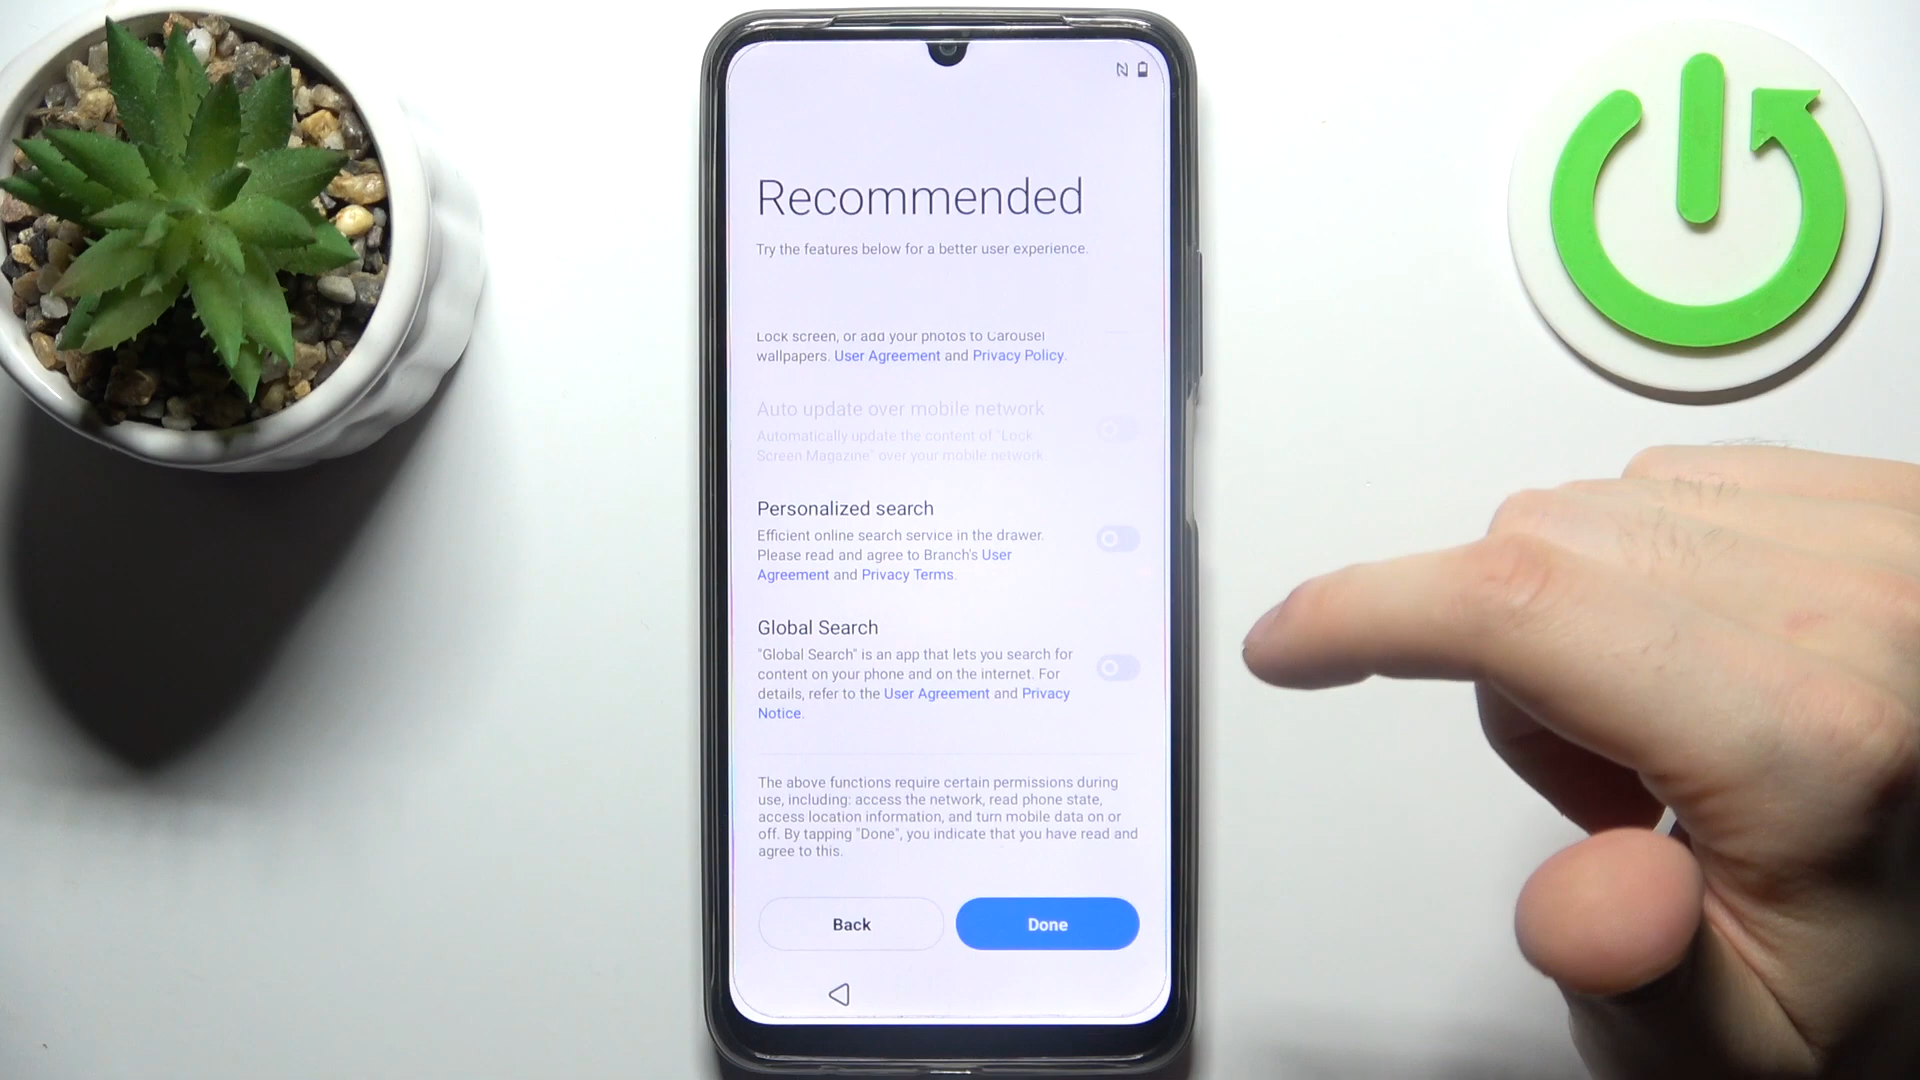 Recommended
Try the features below for a better user experience.
Lock screen, or add your photos to Carousel
wallpapers. User Agreement and Privacy Policy.
Auto update over mobile network
Automatically update the content of "Lock
Screen Magazine" over your mobile network.
Personalized search
Efficient online search service in the drawer.
Please read and agree to Branch's User
Agreement and Privacy Terms.
Global Search
"Global Search" is an app that lets you search for
content on your phone and on the internet. For
details, refer to the User Agreement and Privacy
Notice.
The above functions require certain permissions during
use, including: access the network, read phone state,
access location information, and turn mobile data on or
off. By tapping "Done", you indicate that you have read and
agree to this.
Back
Done